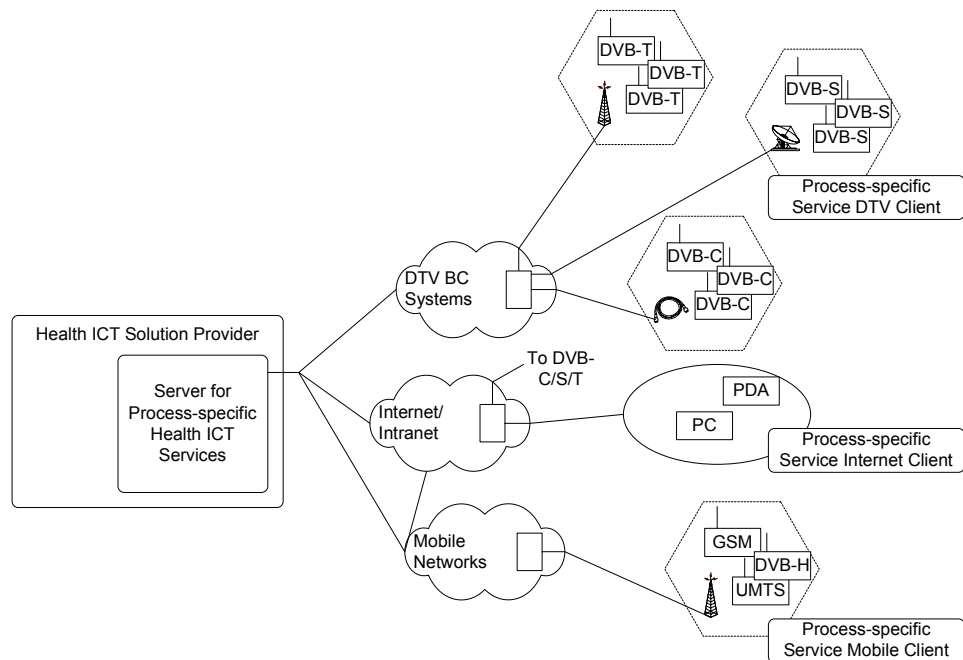 DVB-T
DVB-T
DVB-T
DVB-S
DVB-S
DVB-S
Process-specific
Service DTV Client
DVB-C
DVB-C
DVB-C
DTV BC
Systems
Health ICT Solution Provider
Server for
Process-specific
Health ICT
Services
To DVB-
C/S/T
Internet/
Intranet
PDA
PC
Process-specific
Service Internet Client
Mobile
Networks
GSM
DVB-H
UMTS
Process-specific
Service Mobile Client